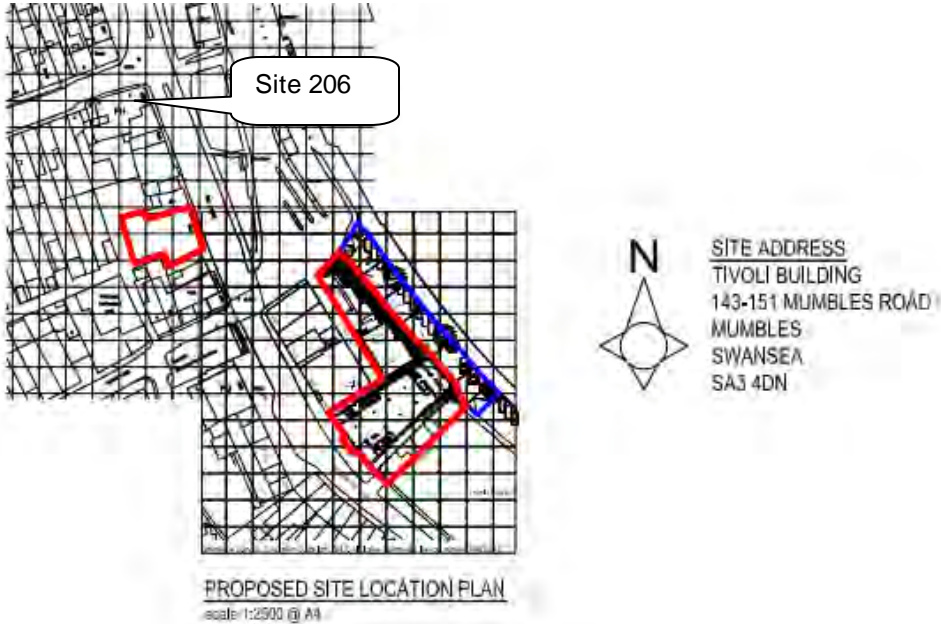 Site 206
N
SITE ADDRESS
TIVOLI BUILDING
143-151 MUMBLES ROAD
MUMBLES
SWANSEA
SA3 4DN
PROPOSED SITE LOCATION PLAN
scale 1:2500 @ A4